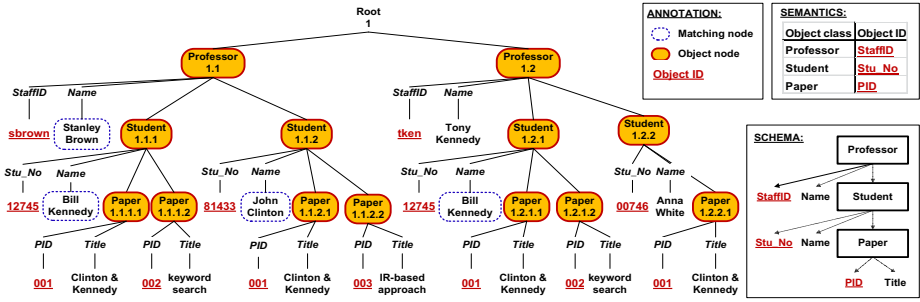 Root
1
ANNOTATION:
Matching node
Object node
Object ID
SEMANTICS:
Object class Object ID
Professor StaffID
Student Stu_No
Paper PID
Professor
1.1
Professor
1.2
StaffID Name
StaffID Name
sbrown
Stanley
Brown
Student
1.1.1
Student
1.1.2
tken
Tony
Kennedy
Student
1.2.1
Student
1.2.2
Stu_No Name
Stu_No Name
Stu_No Name
Stu_No Name
12745
Bill
Kennedy
Paper
1.1.1.1
Paper
1.1.1.2
81433
John
Clinton
Paper
1.1.2.1
Paper
1.1.2.2
12745
Bill
Kennedy
Paper
1.2.1.1
Paper
1.2.1.2
00746
Anna
White
Paper
1.2.2.1
PID Title PID Title PID Title PID Title PID Title PID Title PID Title
001
Clinton &
Kennedy
002
keyword
search
001
Clinton &
Kennedy
003
IR-based
approach
001
Clinton &
Kennedy
002
keyword
search
001
Clinton &
Kennedy
SCHEMA:
Professor
StaffID Name
Student
Stu_No Name
Paper
PID Title